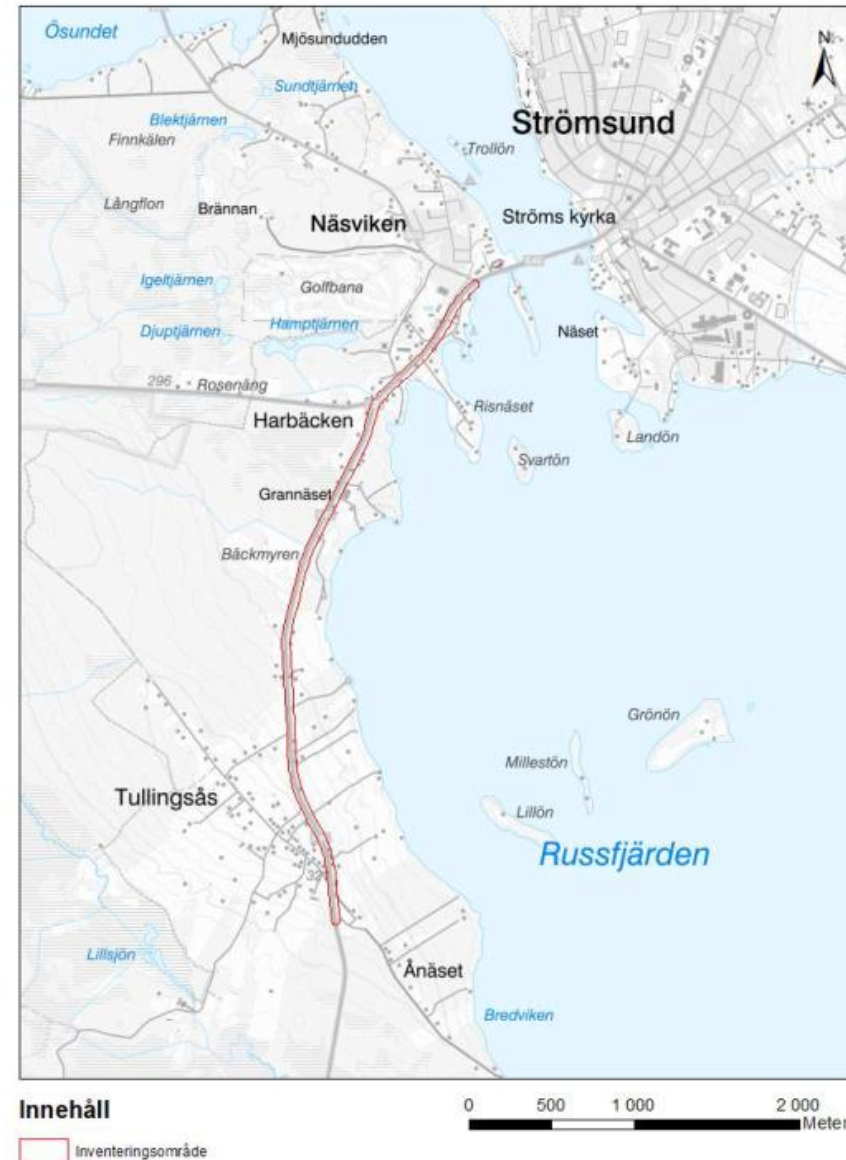 Ösundet
Mjösundudden
N
Sundtjärnen
Blektjärnen
Strömsund
Finnkälen
Trollön
Långflon
Brännan
Näsviken
Ströms kyrka
Igeltjärnen
Golfbana
Djuptjärnen
Hamptjärnen
Näset
296
Rosenäng
Risnäset
Harbäcken
Landön
Svartön
Grannäset
Bäckmyren
Grönön
Millestön
Tullingsås
Lillön
Russfjärden
32
Lillsjön
Ånäset
Bredviken
Innehåll
0 500 1 000 2 000
Meter
Inventeringsområde